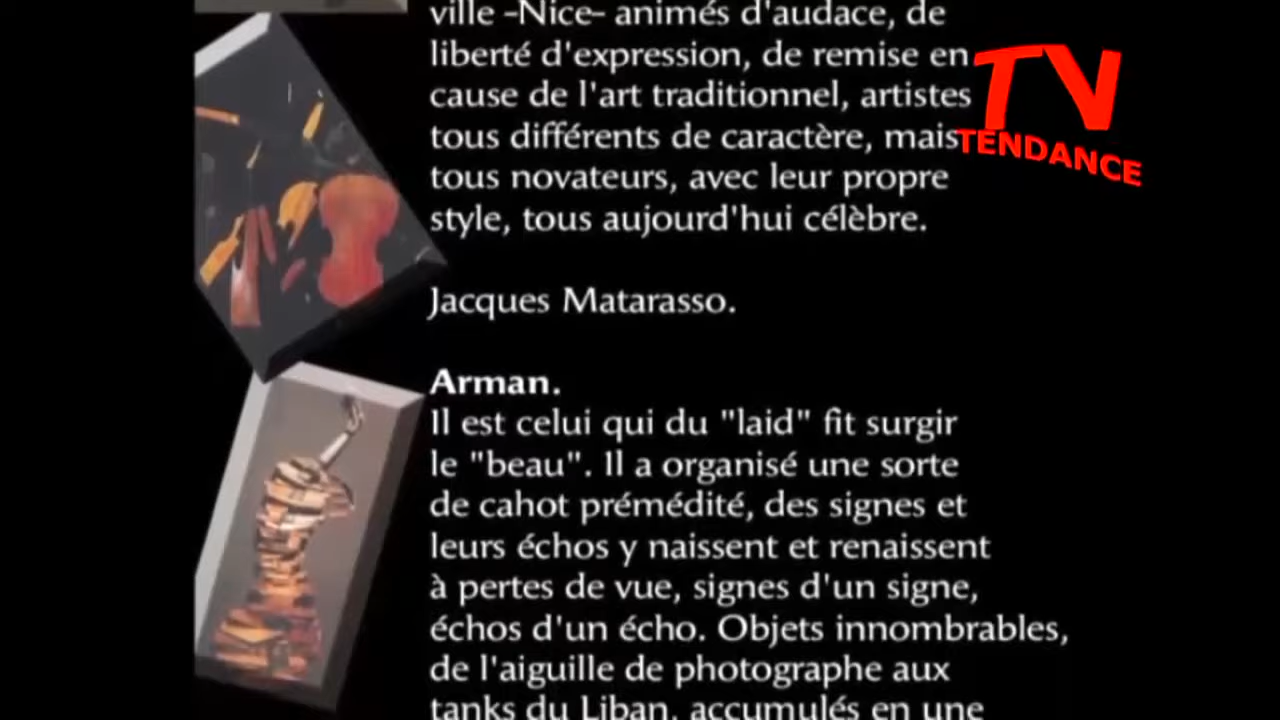 ville -Nice- animés d'audace, de
liberté d'expression, de remise en
cause de l'art traditionnel, artistes
tous différents de caractère, mais
tous novateurs, avec leur propre
style, tous aujourd'hui célèbre.
Jacques Matarasso.
Arman.
Il est celui qui du "laid" fit surgir
le "beau". Il a organisé une sorte
de cahot prémédité, des signes et
leurs échos y naissent et renaissent
à pertes de vue, signes d'un signe,
échos d'un écho. Objets innombrables,
de l'aiguille de photographe aux
tanks du Liban, accumulés en une
TV
TENDANCE